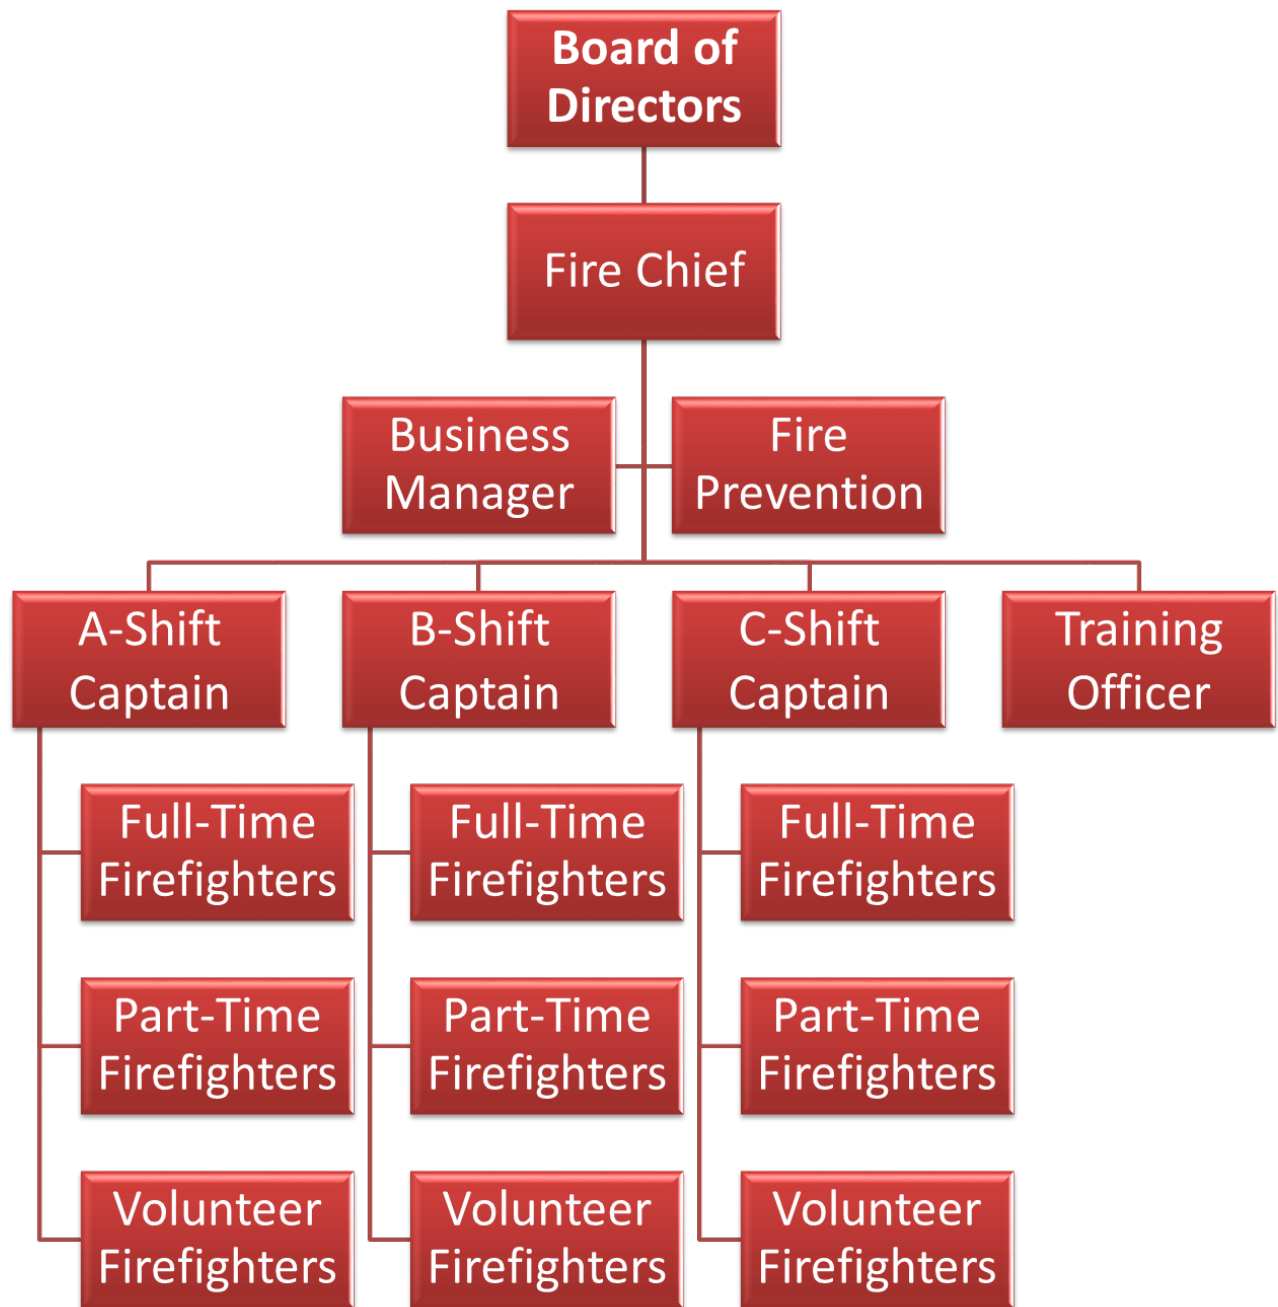 Board of
Directors
Fire Chief
Business
Manager
Fire
Prevention
A-Shift
Captain
B-Shift
Captain
C-Shift
Captain
Training
Officer
Full-Time
Firefighters
Full-Time
Firefighters
Full-Time
Firefighters
Part-Time
Firefighters
Part-Time
Firefighters
Part-Time
Firefighters
Volunteer
Firefighters
Volunteer
Firefighters
Volunteer
Firefighters